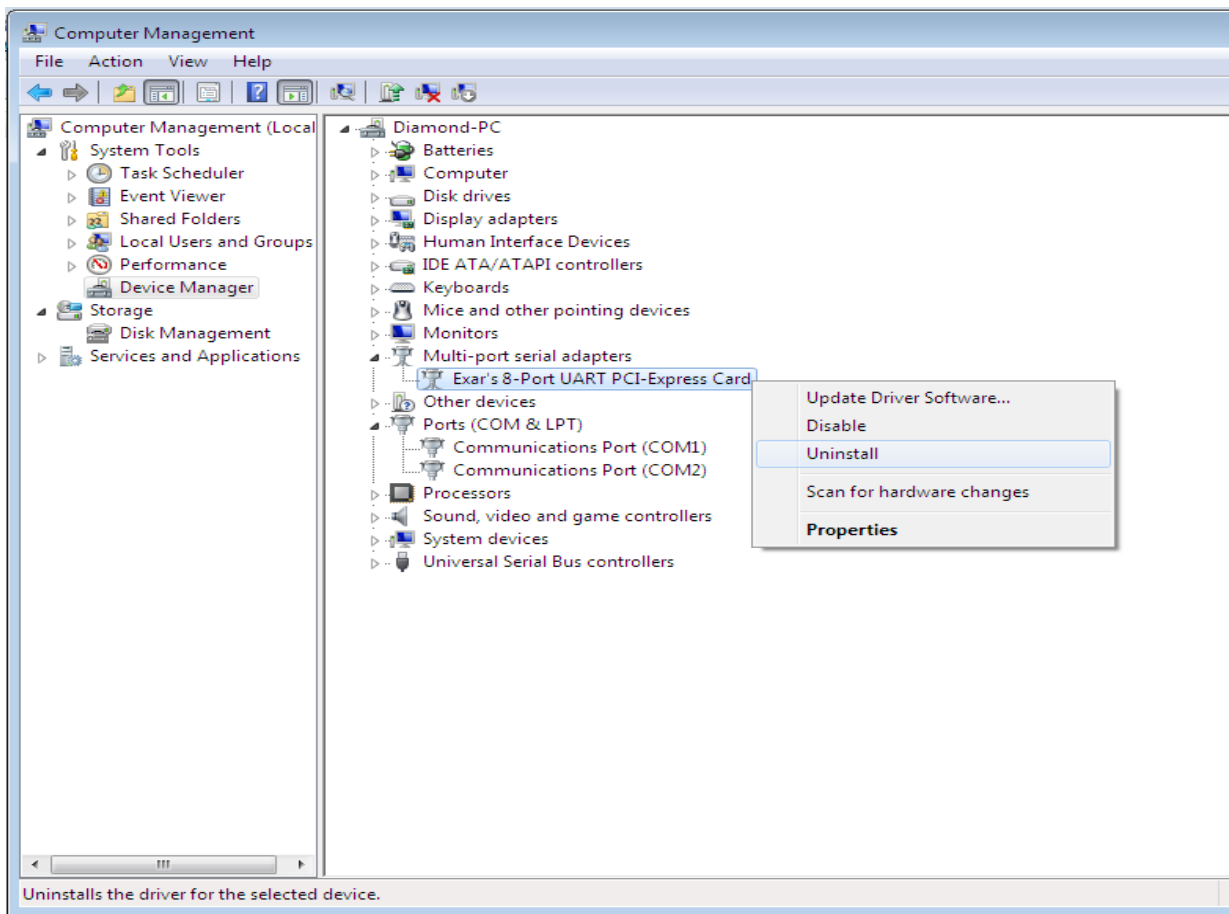 Computer Management
File Action View Help
Computer Management (Local
System Tools
Task Scheduler
Event Viewer
Shared Folders
Local Users and Groups
Performance
Device Manager
Storage
Disk Management
Services and Applications
Diamond-PC
Batteries
Computer
Disk drives
Display adapters
Human Interface Devices
IDE ATA/ATAPI controllers
Keyboards
Mice and other pointing devices
Monitors
Multi-port serial adapters
Exar's 8-Port UART PCI-Express Card
Other devices
Ports (COM & LPT)
Communications Port (COM1)
Communications Port (COM2)
Processors
Sound, video and game controllers
System devices
Universal Serial Bus controllers
Update Driver Software...
Disable
Uninstall
Scan for hardware changes
Properties
Uninstalls the driver for the selected device.